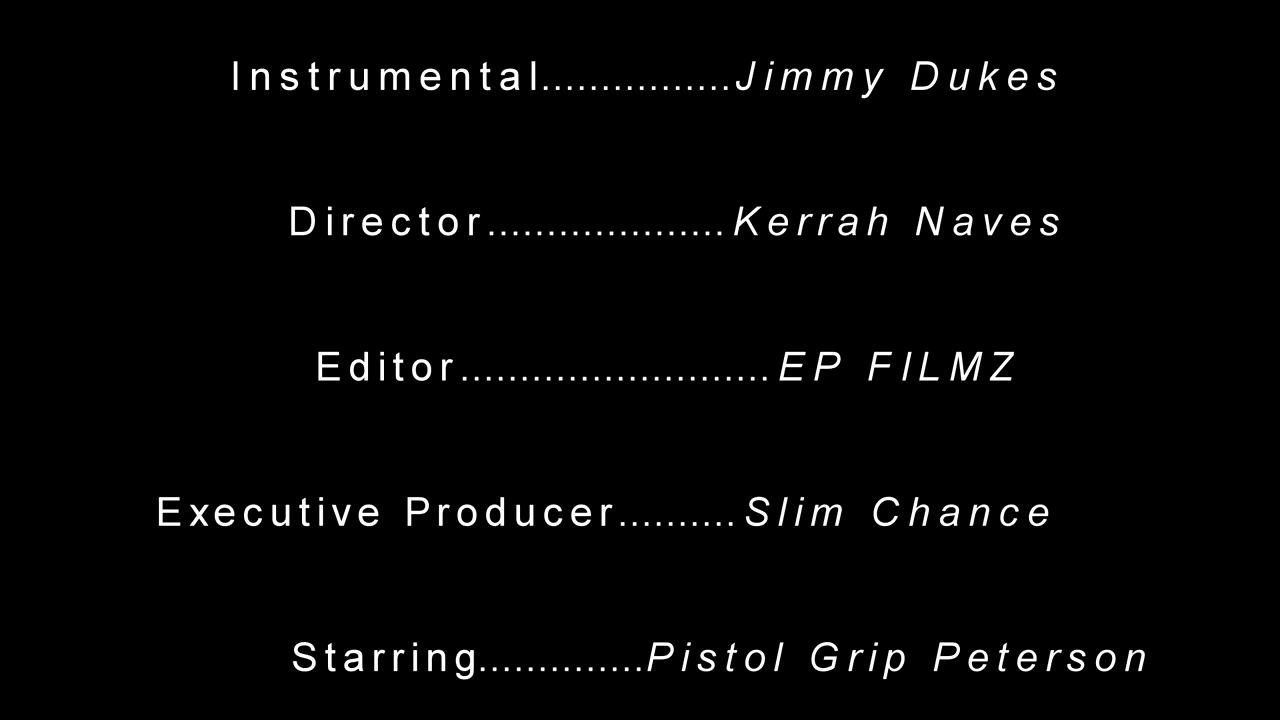 Instrumental................Jimmy Dukes
Director....................Kerrah Naves
Editor..........................EP FILMZ
Executive Producer..........Slim Chance
Starring..............Pistol Grip Peterson